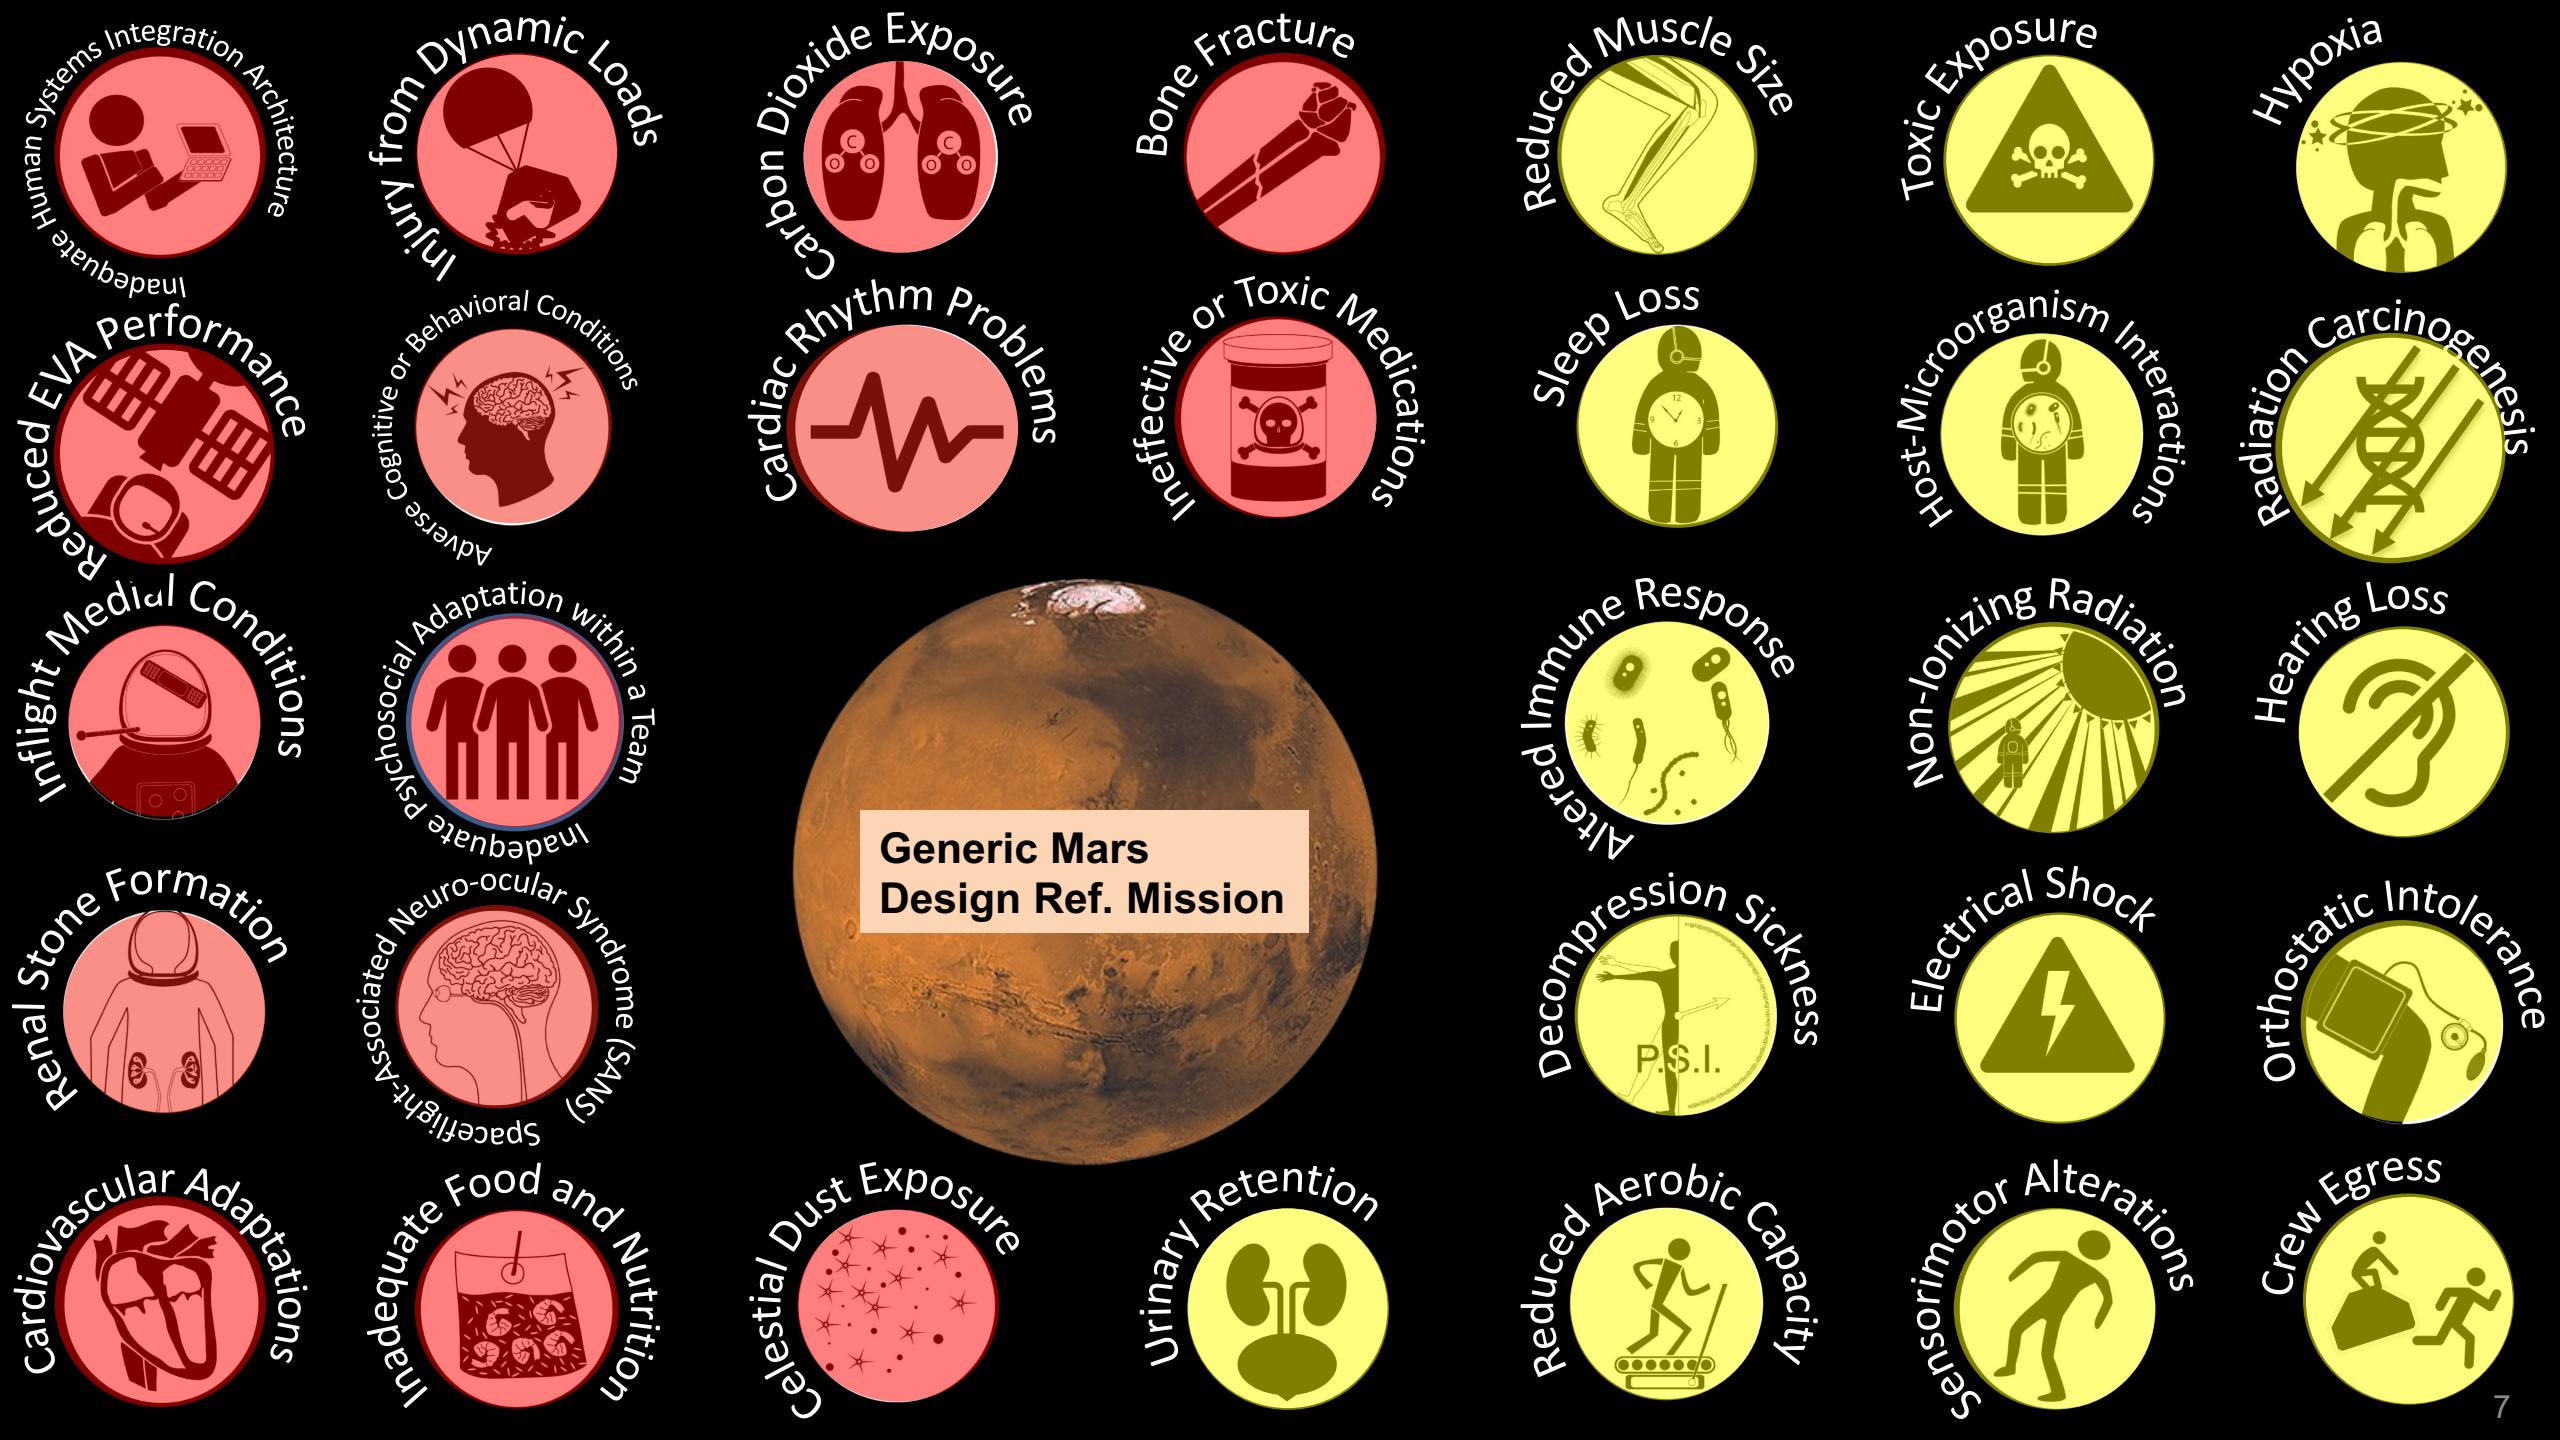 Inadequate Human Systems Integration Architecture
Injury from Dynamic Loads
Carbon Dioxide Exposure
C
O O
C
O O
Bone Fracture
Reduced Muscle Size
Toxic Exposure
Hypoxia
Reduced EVA Performance
Adverse Cognitive or Behavioral Conditions
Cardiac Rhythm Problems
Ineffective or Toxic Medications
Sleep Loss
12
9 3
6
Host-Microorganism Interactions
Radiation Carcinogenesis
Inflight Medial Conditions
Inadequate Psychosocial Adaptation within a Team
Generic Mars
Design Ref. Mission
Altered Immune Response
Non-Ionizing Radiation
Hearing Loss
Renal Stone Formation
Spaceflight-Associated Neuro-ocular Syndrome (SANS)
Decompression Sickness
P.S.I.
Electrical Shock
Orthostatic Intolerance
Cardiovascular Adaptations
Inadequate Food and Nutrition
Celestial Dust Exposure
Urinary Retention
Reduced Aerobic Capacity
Sensorimotor Alterations
Crew Egress
7